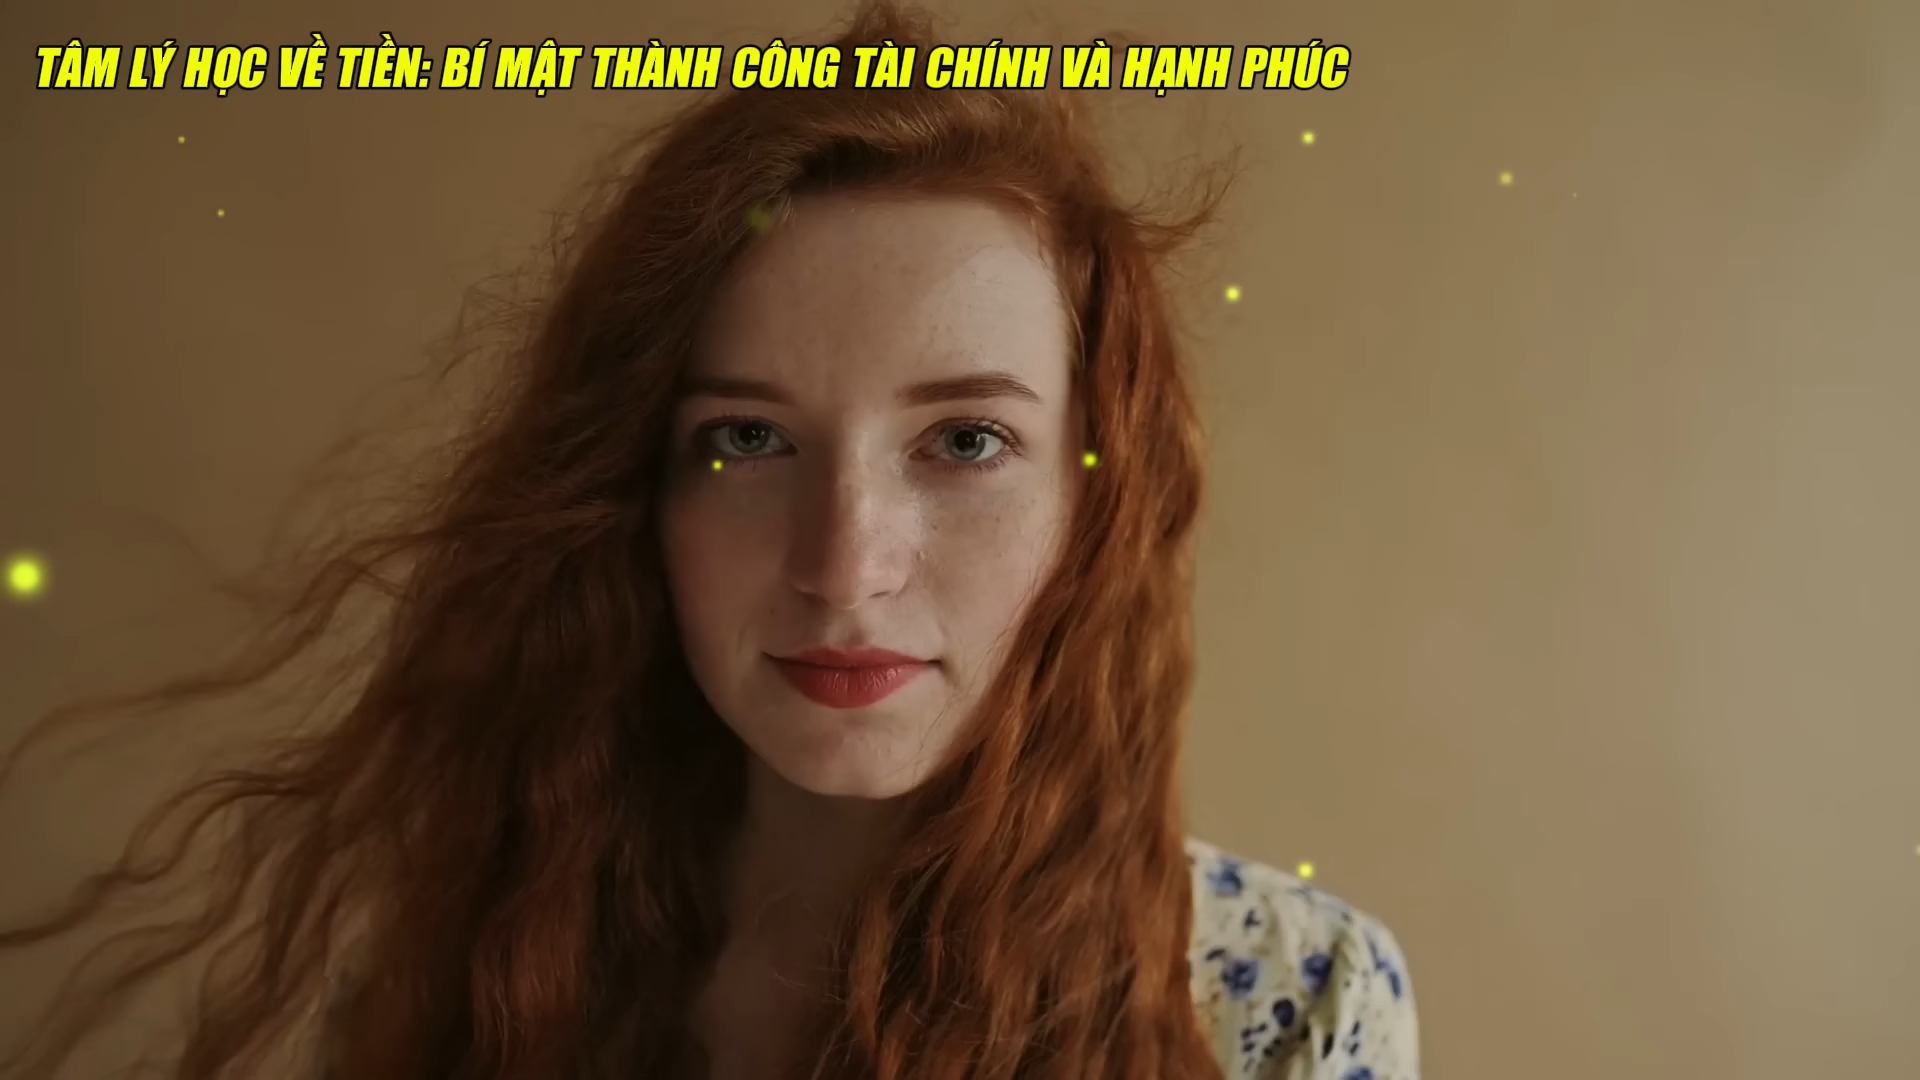 TÂM LÝ HỌC VỀ TIỀN: BÍ MẬT THÀNH CÔNG TÀI CHÍNH VÀ HẠNH PHÚC